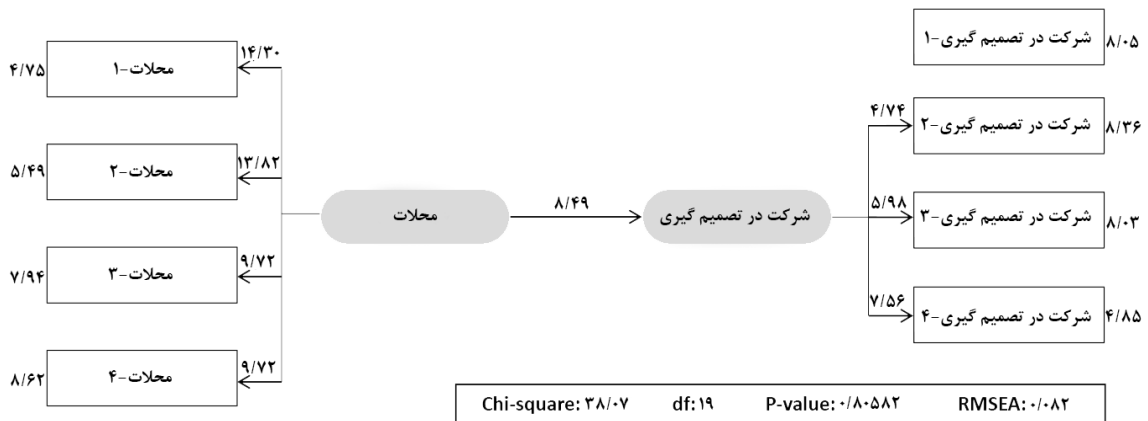 ۱۴/۳۰
۴/۷۵
محلات-۱
۱۳/۸۲
۵/۴۹
محلات-۲
۹/۷۲
۷/۹۴
محلات-۳
۹/۷۲
۸/۶۲
محلات-۴
محلات
۸/۴۹
شرکت در تصمیم گیری
شرکت در تصمیم گیری-۱
۸/۰۵
۴/۷۴
شرکت در تصمیم گیری-۲
۸/۳۶
۵/۹۸
شرکت در تصمیم گیری-۳
۸/۰۳
۷/۵۶
شرکت در تصمیم گیری-۴
۴/۸۵
Chi-square: ۳۸/۰۷ df:۱۹ P-value: ۰/۸۰۵۸۲ RMSEA: ۰/۰۸۲